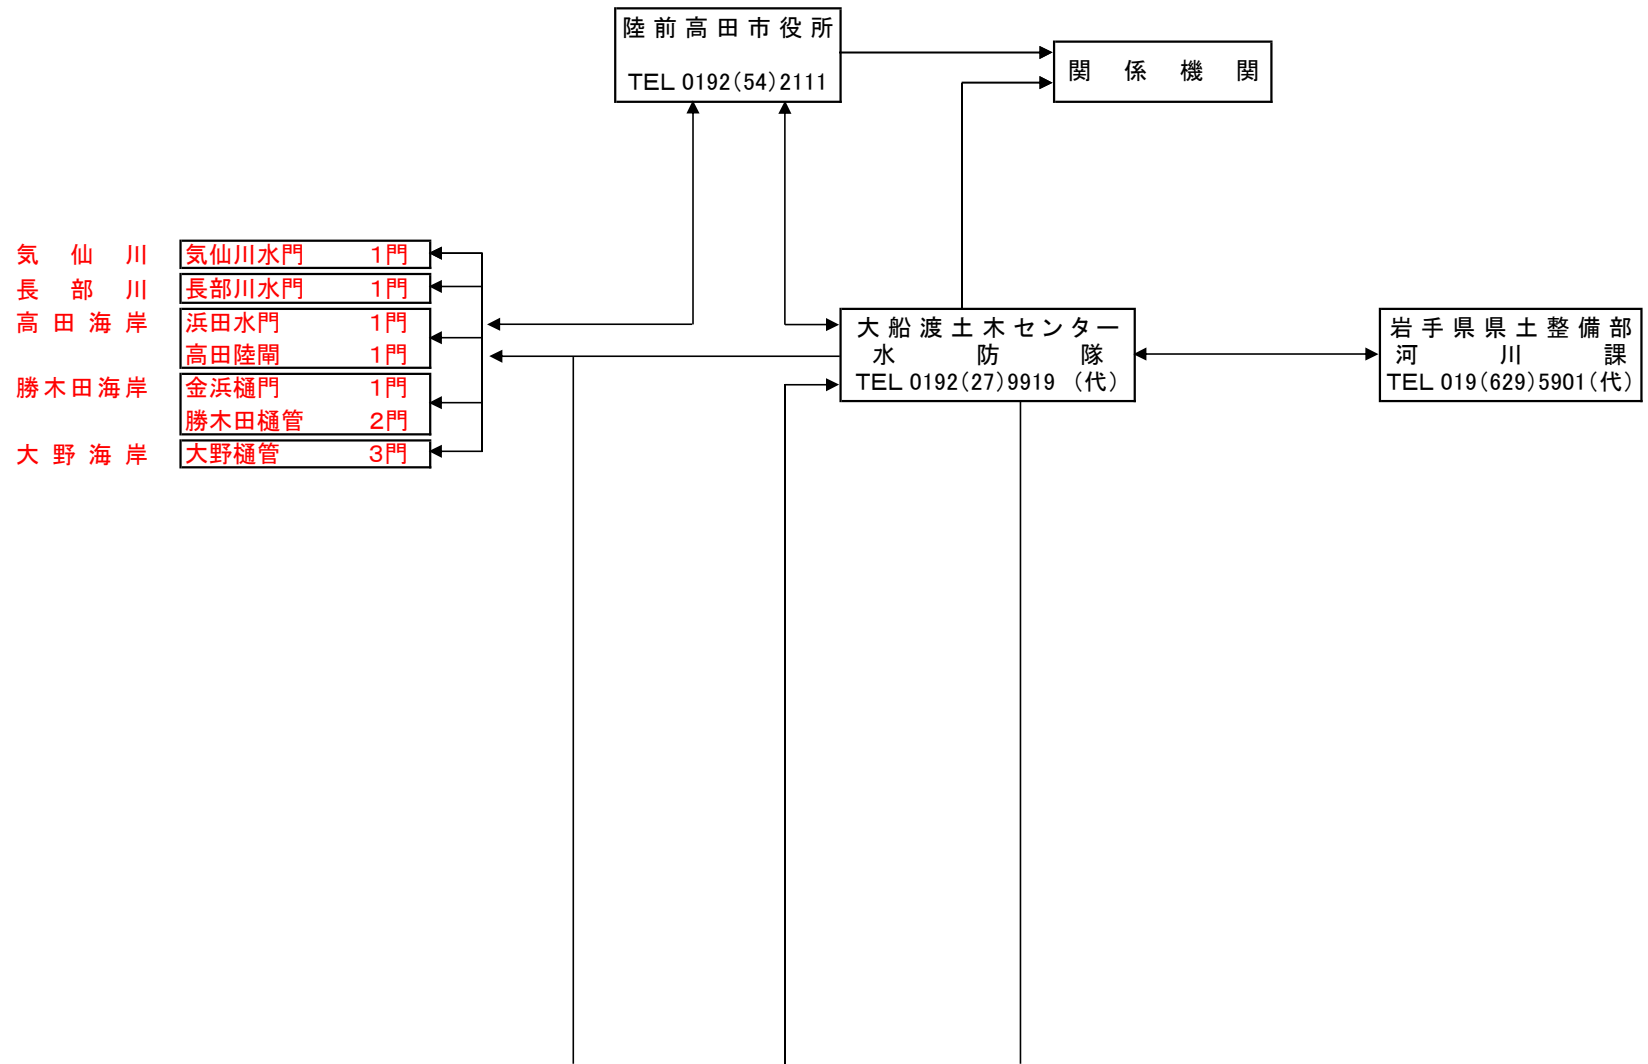 陸前高田市役所
TEL 0192(54)2111
関係機関
気仙川 気仙川水門 1門
長部川 長部川水門 1門
高田海岸 浜田水門 1門
高田陸閘 1門
勝木田海岸 金浜樋門 1門
勝木田樋管 2門
大野海岸 大野樋管 3門
大船渡土木センター
水防隊
TEL 0192(27)9919 (代)
岩手県県土整備部
河川課
TEL 019(629)5901(代)